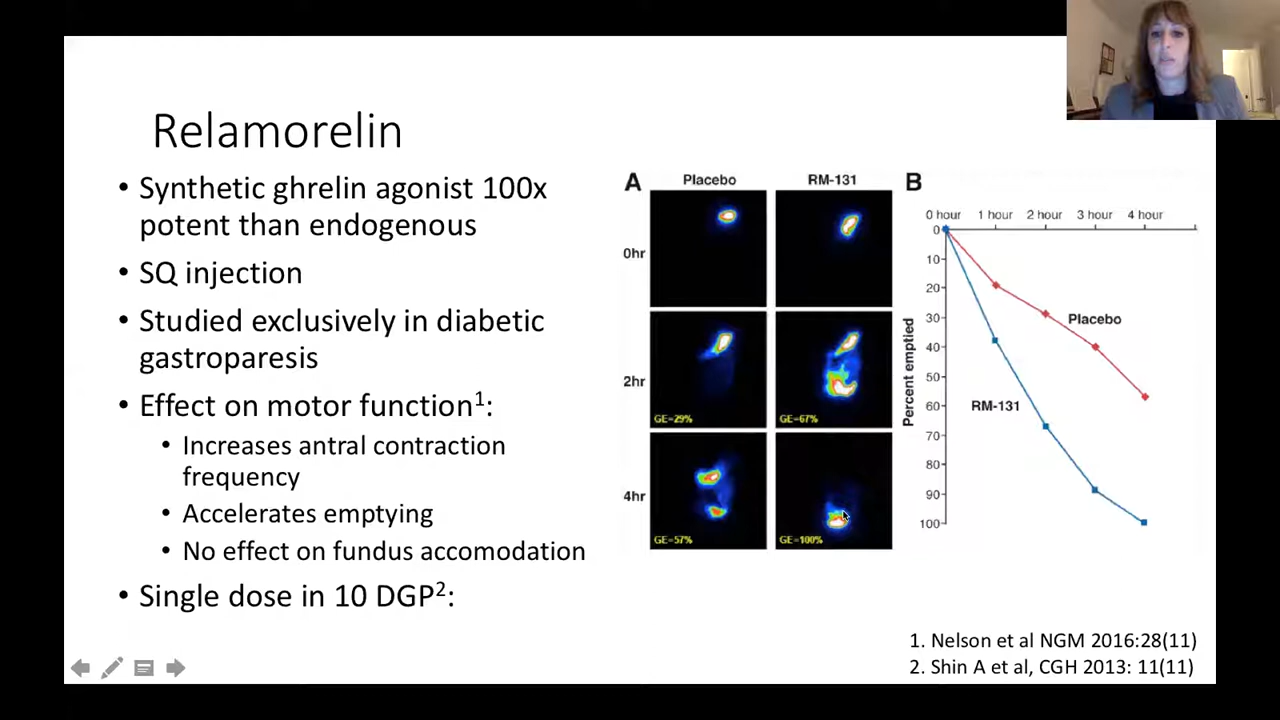 Relamorelin
• Synthetic ghrelin agonist 100x
potent than endogenous
• SQ injection
• Studied exclusively in diabetic
gastroparesis
• Effect on motor function1:
• Increases antral contraction
frequency
• Accelerates emptying
• No effect on fundus accomodation
• Single dose in 10 DGP2:
A
Placebo RM-131
0hr
2hr
GE=29% GE=67%
4hr
GE=57% GE=100%
B
0 hour 1 hour 2 hour 3 hour 4 hour
0
10
20
30
40
50
60
70
80
90
100
Percent emptied
Placebo
RM-131
1. Nelson et al NGM 2016:28(11)
2. Shin A et al, CGH 2013: 11(11)